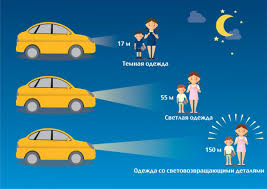 17 м
Темная одежда
55 м
Светлая одежда
150 м
Одежда со световозвращающими деталями